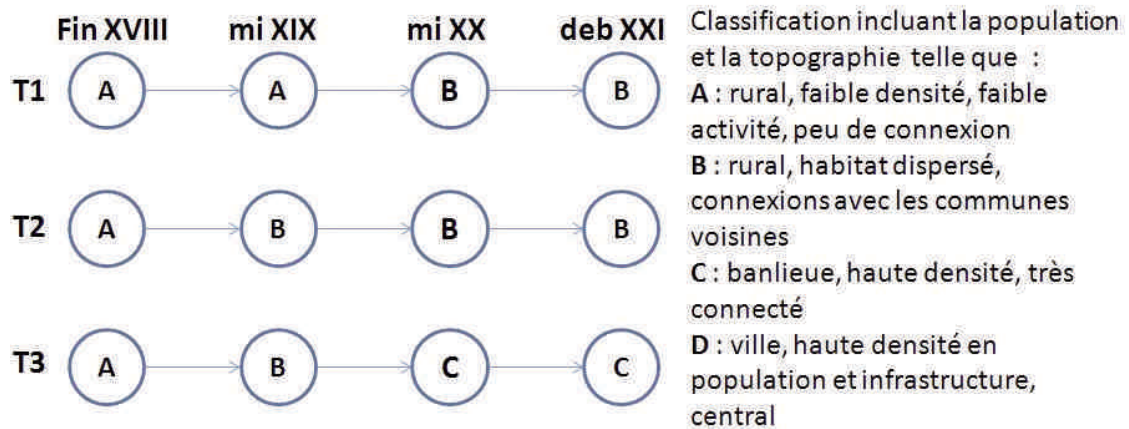 Fin XVIII mi XIX mi XX deb XXI
T1 A A B B
T2 A B B B
T3 A B C C
Classification incluant la population
et la topographie telle que :
A : rural, faible densité, faible
activité, peu de connexion
B : rural, habitat dispersé,
connexions avec les communes
voisines
C : banlieue, haute densité, très
connecté
D : ville, haute densité en
population et infrastructure,
central